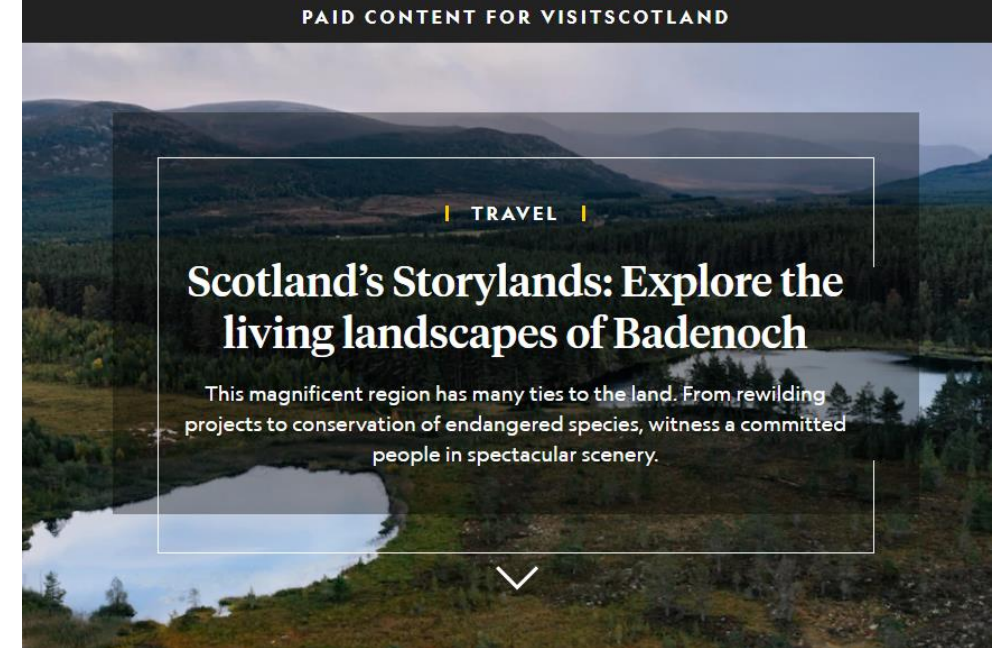 PAID CONTENT FOR VISITSCOTLAND
TRAVEL
Scotland’s Storylands: Explore the
living landscapes of Badenoch
This magnificent region has many ties to the land. From rewilding
projects to conservation of endangered species, witness a committed
people in spectacular scenery.